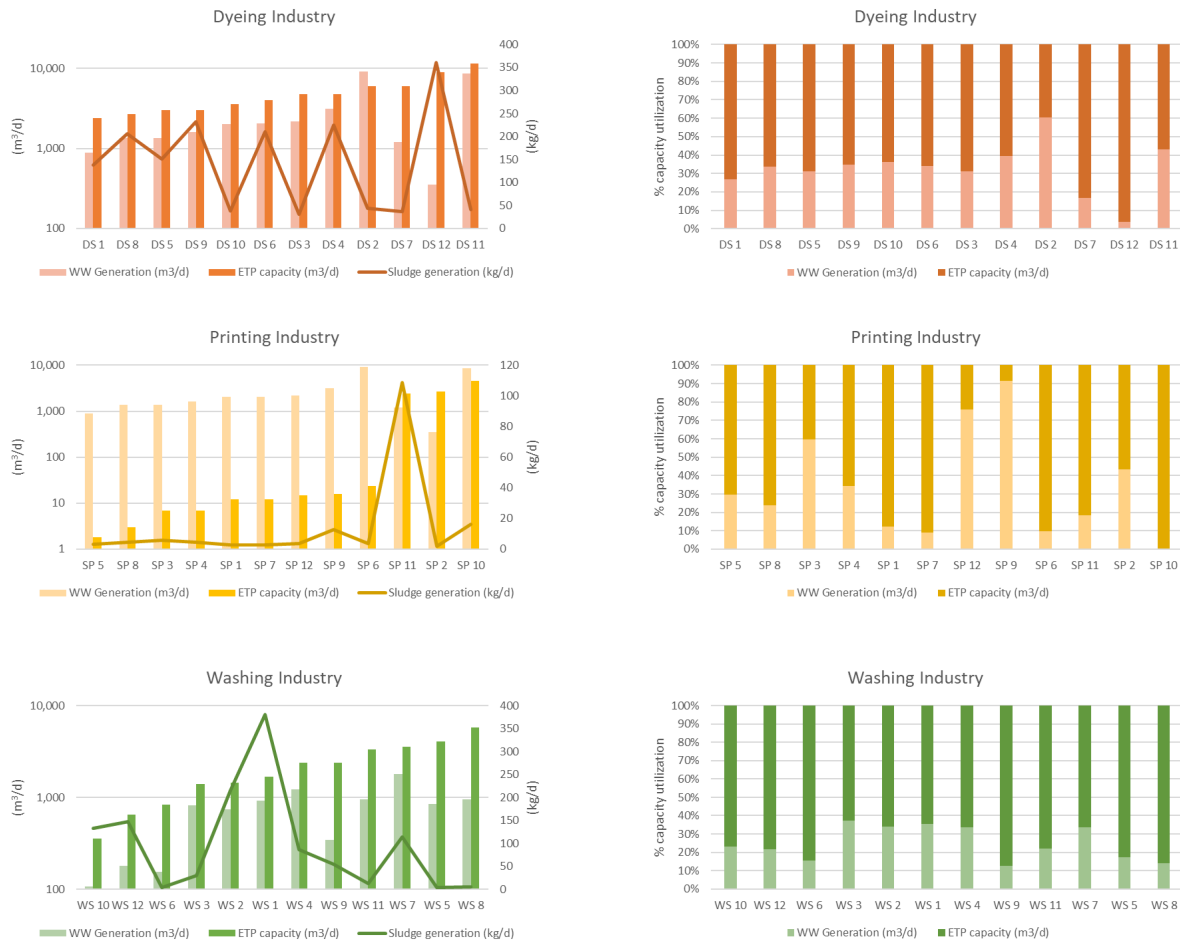 Dyeing Industry
10,000
1,000
100
(m³/d)
400
350
300
250
200
150
100
50
0
(kg/d)
DS 1 DS 8 DS 5 DS 9 DS 10 DS 6 DS 3 DS 4 DS 2 DS 7 DS 12 DS 11
WW Generation (m3/d) ETP capacity (m3/d) Sludge generation (kg/d)
Dyeing Industry
100%
90%
80%
70%
60%
50%
40%
30%
20%
10%
0%
% capacity utilization
DS 1 DS 8 DS 5 DS 9 DS 10 DS 6 DS 3 DS 4 DS 2 DS 7 DS 12 DS 11
WW Generation (m3/d) ETP capacity (m3/d)
Printing Industry
10,000
1,000
100
10
1
(m³/d)
120
100
80
60
40
20
0
(kg/d)
SP 5 SP 8 SP 3 SP 4 SP 1 SP 7 SP 12 SP 9 SP 6 SP 11 SP 2 SP 10
WW Generation (m3/d) ETP capacity (m3/d) Sludge generation (kg/d)
Printing Industry
100%
90%
80%
70%
60%
50%
40%
30%
20%
10%
0%
% capacity utilization
SP 5 SP 8 SP 3 SP 4 SP 1 SP 7 SP 12 SP 9 SP 6 SP 11 SP 2 SP 10
WW Generation (m3/d) ETP capacity (m3/d)
Washing Industry
10,000
1,000
100
(m³/d)
400
350
300
250
200
150
100
50
0
(kg/d)
WS 10 WS 12 WS 6 WS 3 WS 2 WS 1 WS 4 WS 9 WS 11 WS 7 WS 5 WS 8
WW Generation (m3/d) ETP capacity (m3/d) Sludge generation (kg/d)
Washing Industry
100%
90%
80%
70%
60%
50%
40%
30%
20%
10%
0%
% capacity utilization
WS 10 WS 12 WS 6 WS 3 WS 2 WS 1 WS 4 WS 9 WS 11 WS 7 WS 5 WS 8
WW Generation (m3/d) ETP capacity (m3/d)